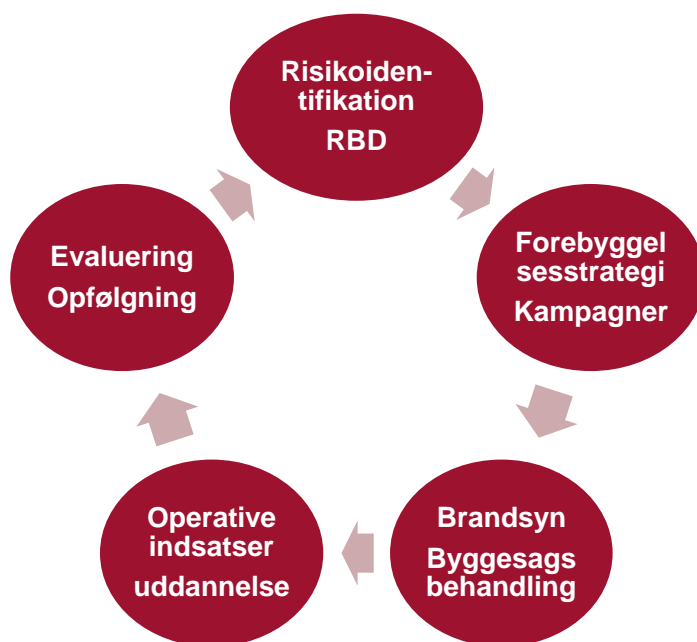 Risikoiden-
tifikation
RBD
Forebyggel
sesstrategi
Kampagner
Brandsyn
Byggesags
behandling
Operative
indsatser
uddannelse
Evaluering
Opfølgning